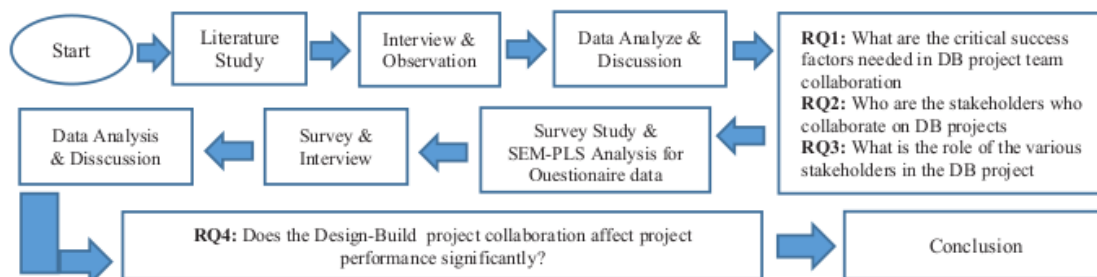 Start
Literature
Study
Interview &
Observation
Data Analyze &
Discussion
RQ1: What are the critical success
factors needed in DB project team
collaboration
RQ2: Who are the stakeholders who
collaborate on DB projects
RQ3: What is the role of the various
stakeholders in the DB project
Survey Study &
SEM-PLS Analysis for
Ouestionaire data
Survey &
Interview
Data Analysis
& Disscussion
RQ4: Does the Design-Build project collaboration affect project
performance significantly?
Conclusion